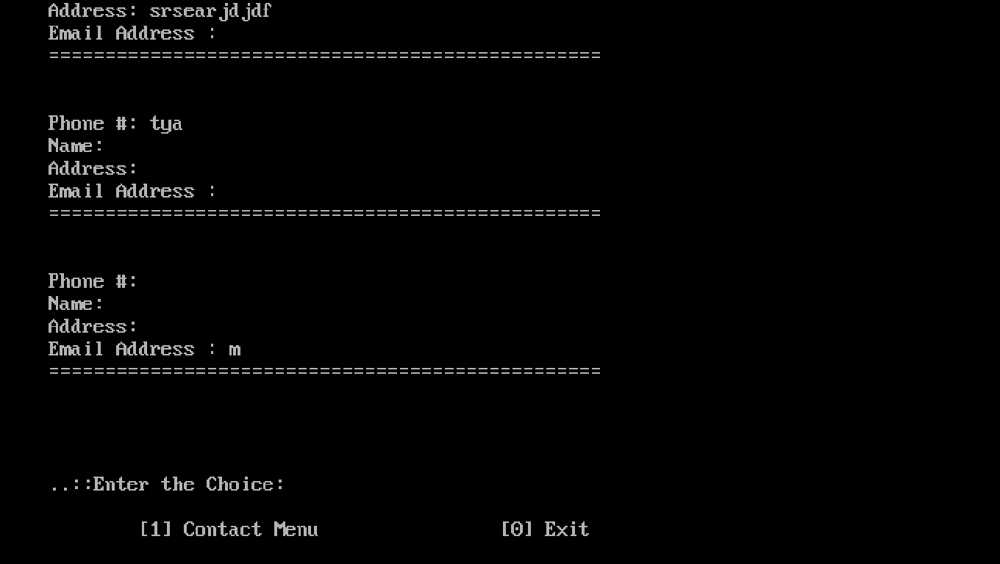 Address: srsearjdjdf
Email Address :
=================================================
Phone #: tya
Name:
Address:
Email Address :
=================================================
Phone #:
Name:
Address:
Email Address : m
=================================================
..::Enter the Choice:
[1] Contact Menu [0] Exit